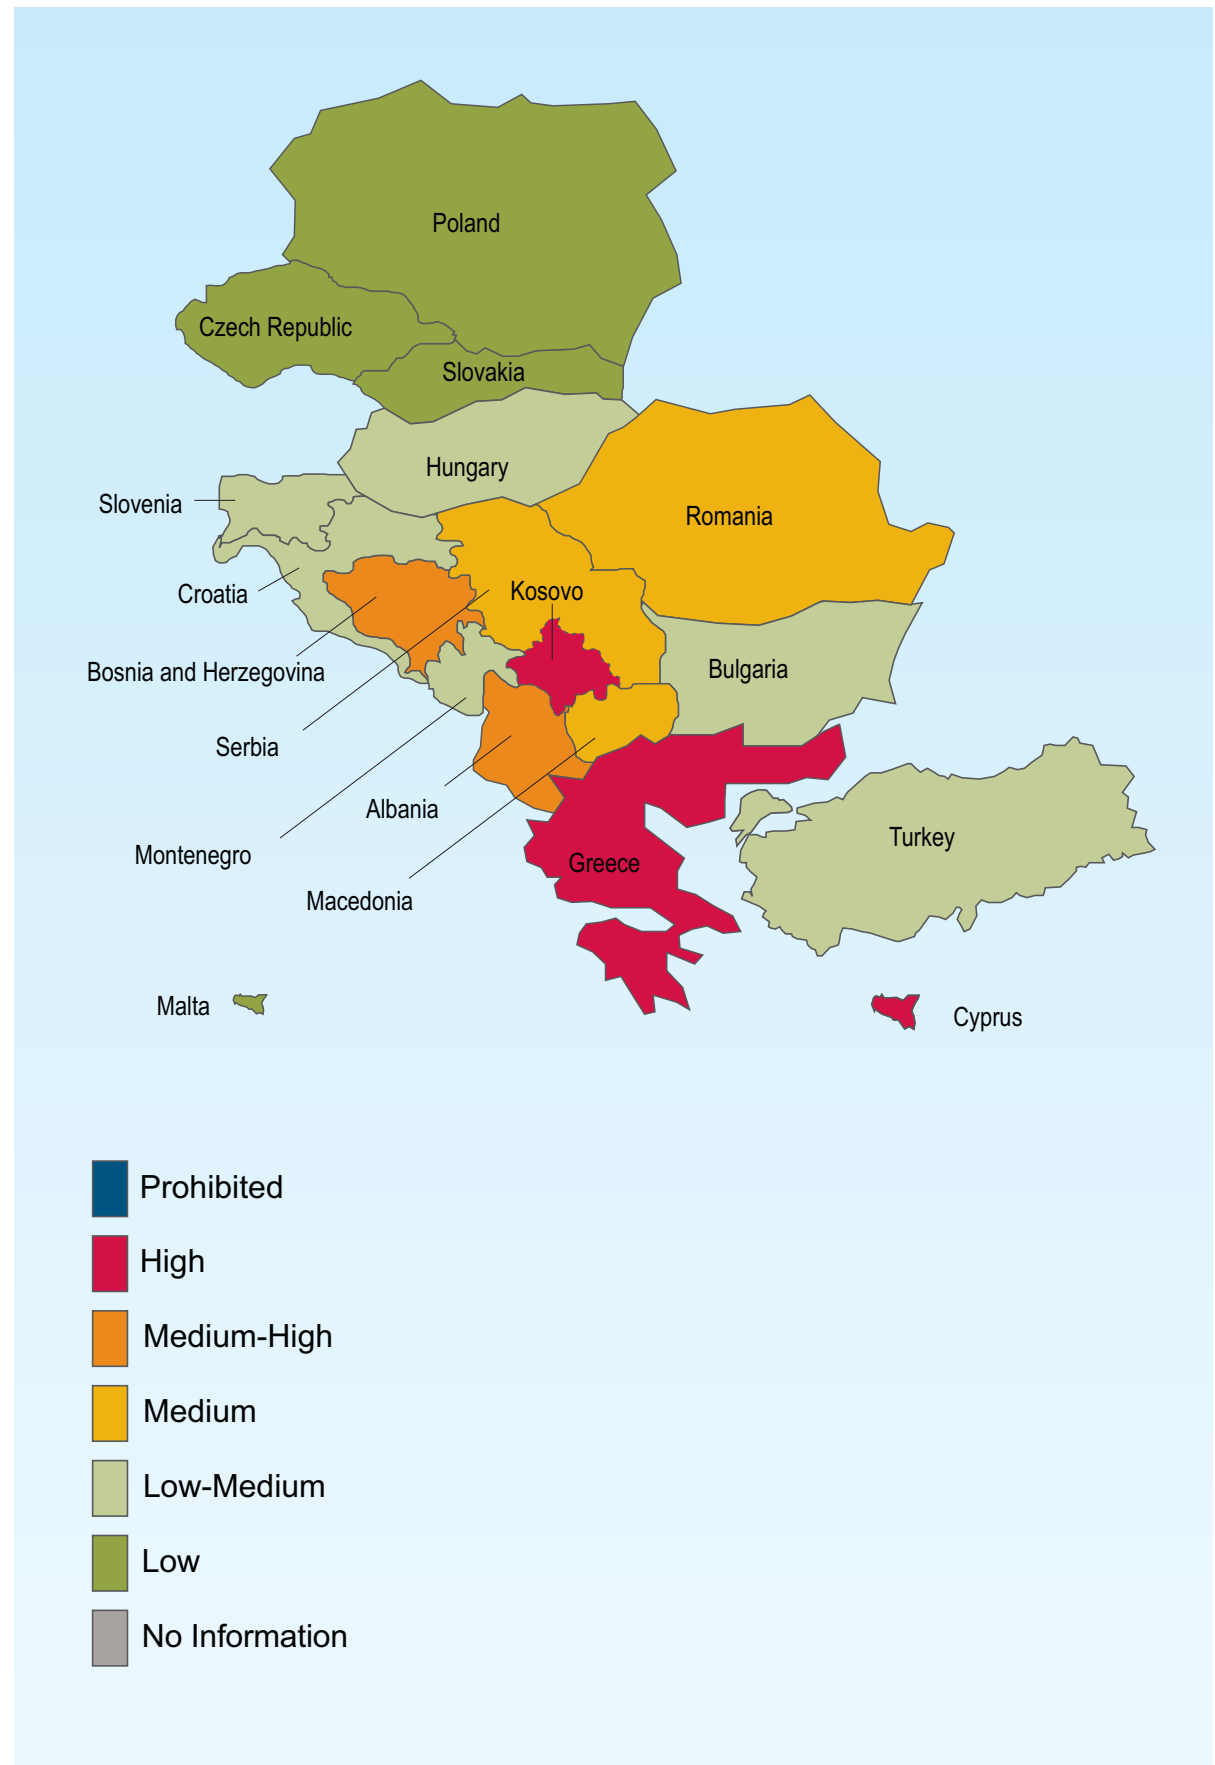 Poland
Czech Republic
Slovakia
Hungary
Slovenia
Romania
Croatia
Kosovo
Bosnia and Herzegovina
Bulgaria
Serbia
Albania
Turkey
Montenegro
Greece
Macedonia
Malta
Cyprus
Prohibited
High
Medium-High
Medium
Low-Medium
Low
No Information